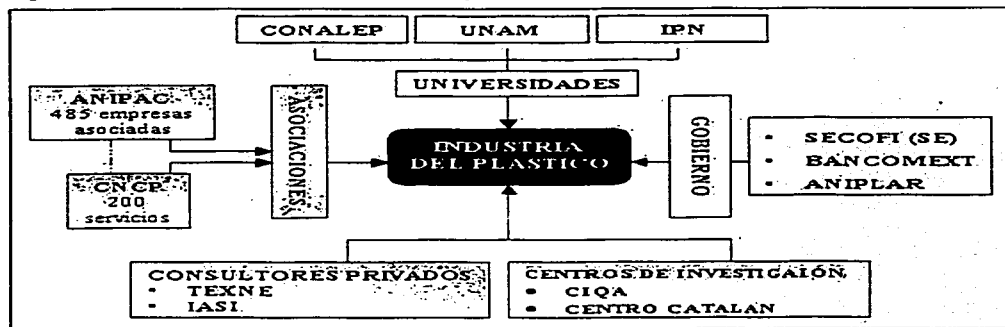 CONALEP
UNAM
IPN
UNIVERSIDADES
ANIPAC
485 empresas
asociadas
CNCP
200
servicios
ASOCIACIONES
INDUSTRIA
DEL PLASTICO
GOBIERNO
• SECOFI (SE)
• BANCOMEXT
• ANIPLAR
CONSULTORES PRIVADOS
• TEXNE
• IASI
CENTROS DE INVESTIGAIÓN
• CIQA
• CENTRO CATALAN